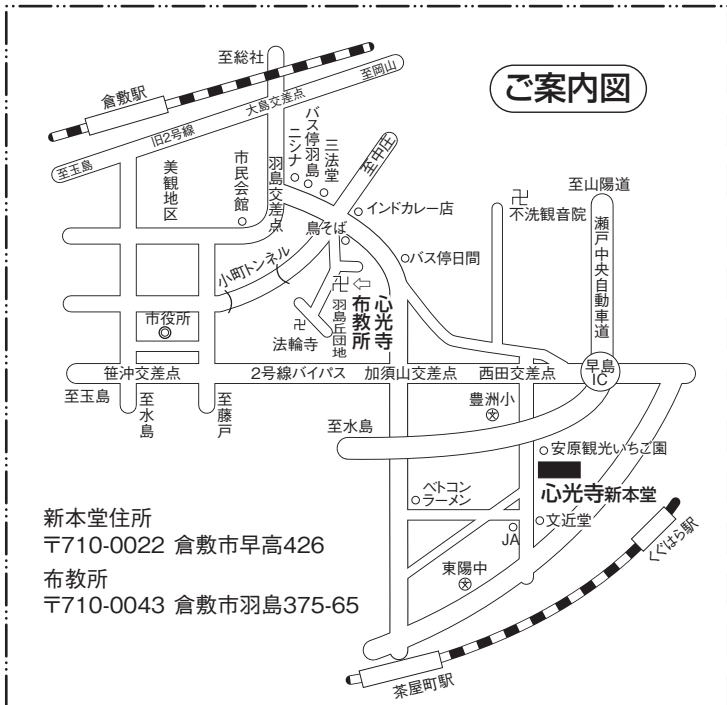 ご案内図
至総社
至岡山
倉敷駅
大島交差点
旧2号線
至玉島
美観地区
市民会館
羽島交差点
ニシナ
バス停羽島
三法堂
至中庄
インドカレー店
鳥そば
バス停日間
卍
不洗観音院
至山陽道
瀬戸中央自動車道
小町トンネル
市役所
卍
法輪寺
卍
羽島丘団地
⇦
心光寺
布教所
笹沖交差点
2号線バイパス
加須山交差点
西田交差点
早島
IC
至玉島
至水島
至藤戸
豊洲小
文
至水島
安原観光いちご園
心光寺新本堂
ベトコン
ラーメン
文近堂
JA
くぐはら駅
東陽中
文
茶屋町駅
新本堂住所
〒710-0022 倉敷市早高426
布教所
〒710-0043 倉敷市羽島375-65